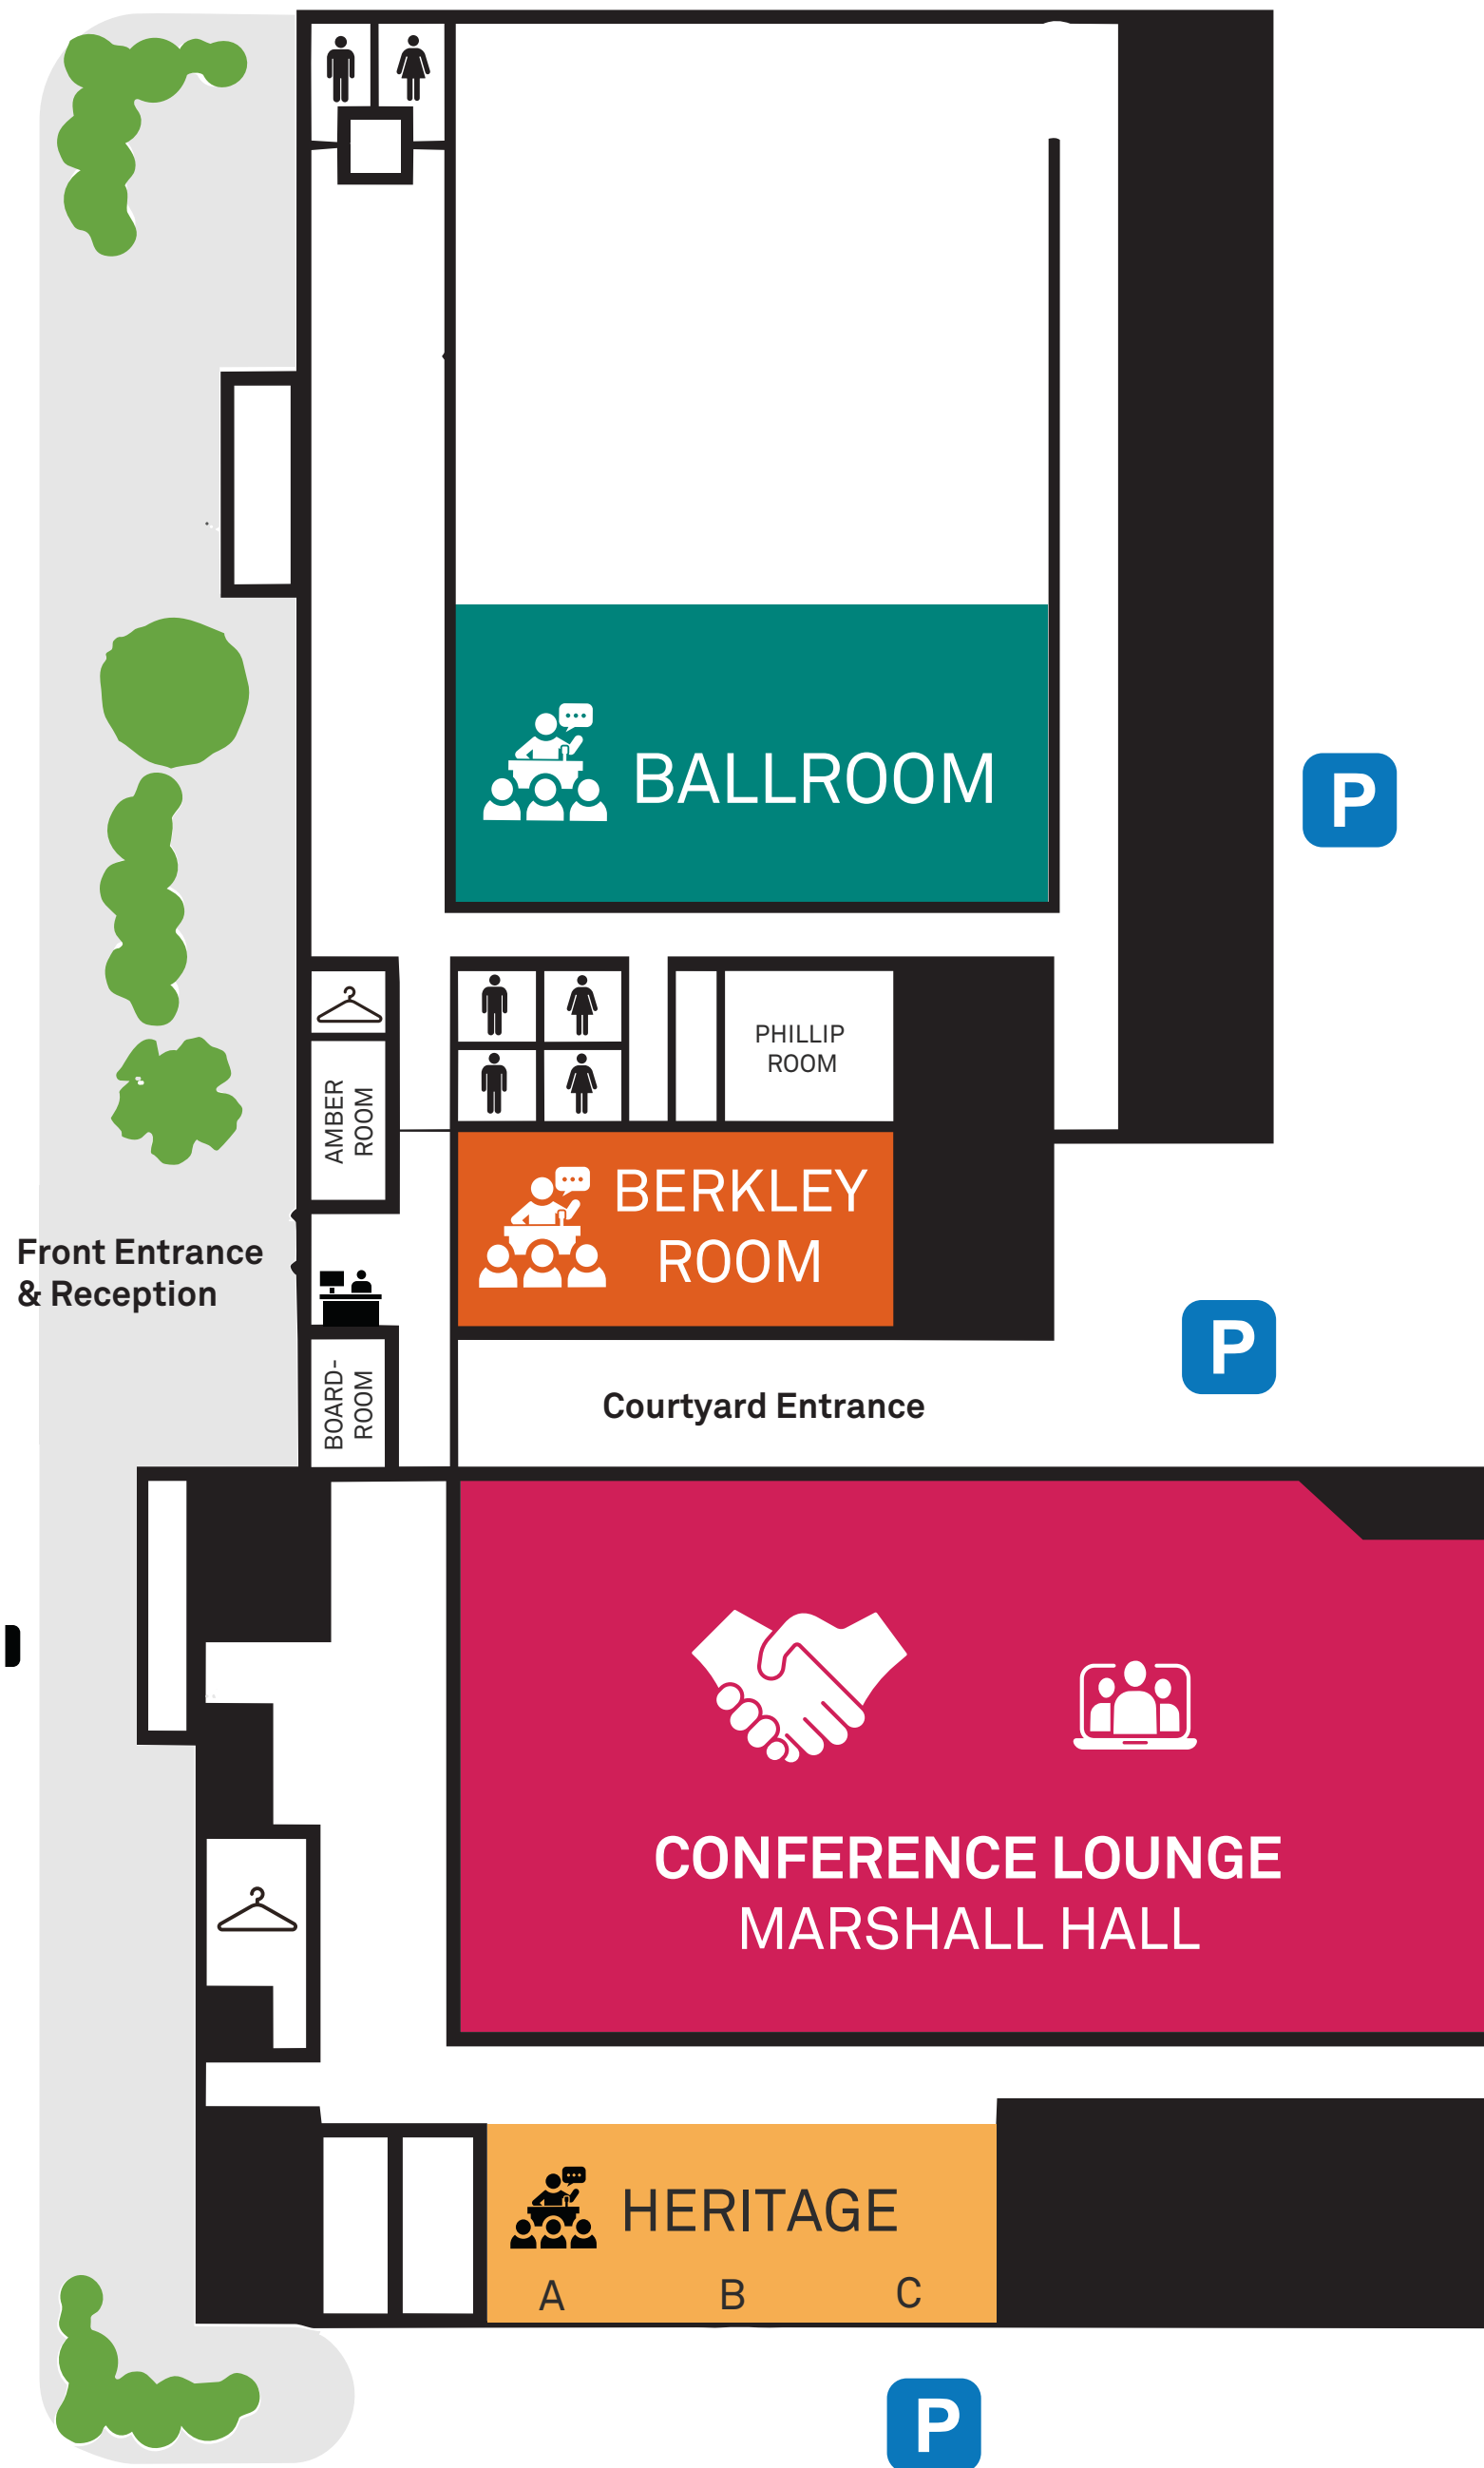 BALLROOM
P
PHILLIP
ROOM
AMBER
ROOM
BERKLEY
ROOM
Front Entrance
& Reception
P
BOARD-
ROOM
Courtyard Entrance
CONFERENCE LOUNGE
MARSHALL HALL
HERITAGE
A B C
P